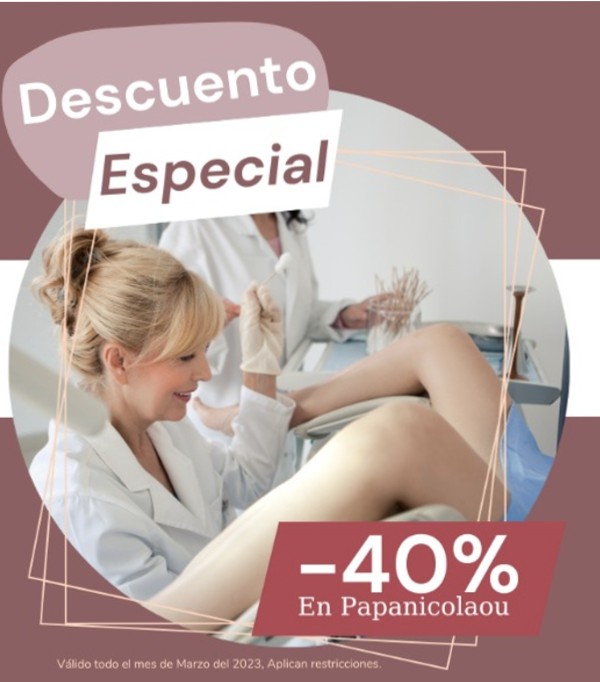 Descuento
Especial
-40%
En Papanicolaou
Válido todo el mes de Marzo del 2023, Aplican restricciones.